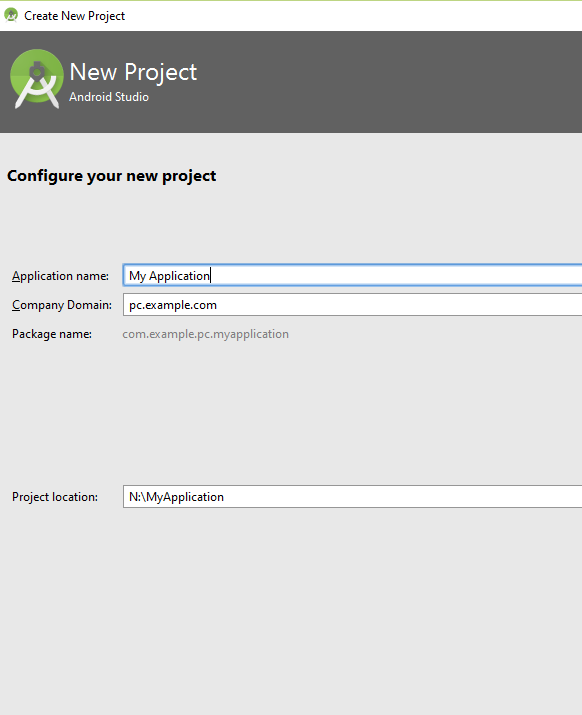 Create New Project
New Project
Android Studio
Configure your new project
Application name: My Application
Company Domain: pc.example.com
Package name: com.example.pc.myapplication
Project location: N:\MyApplication